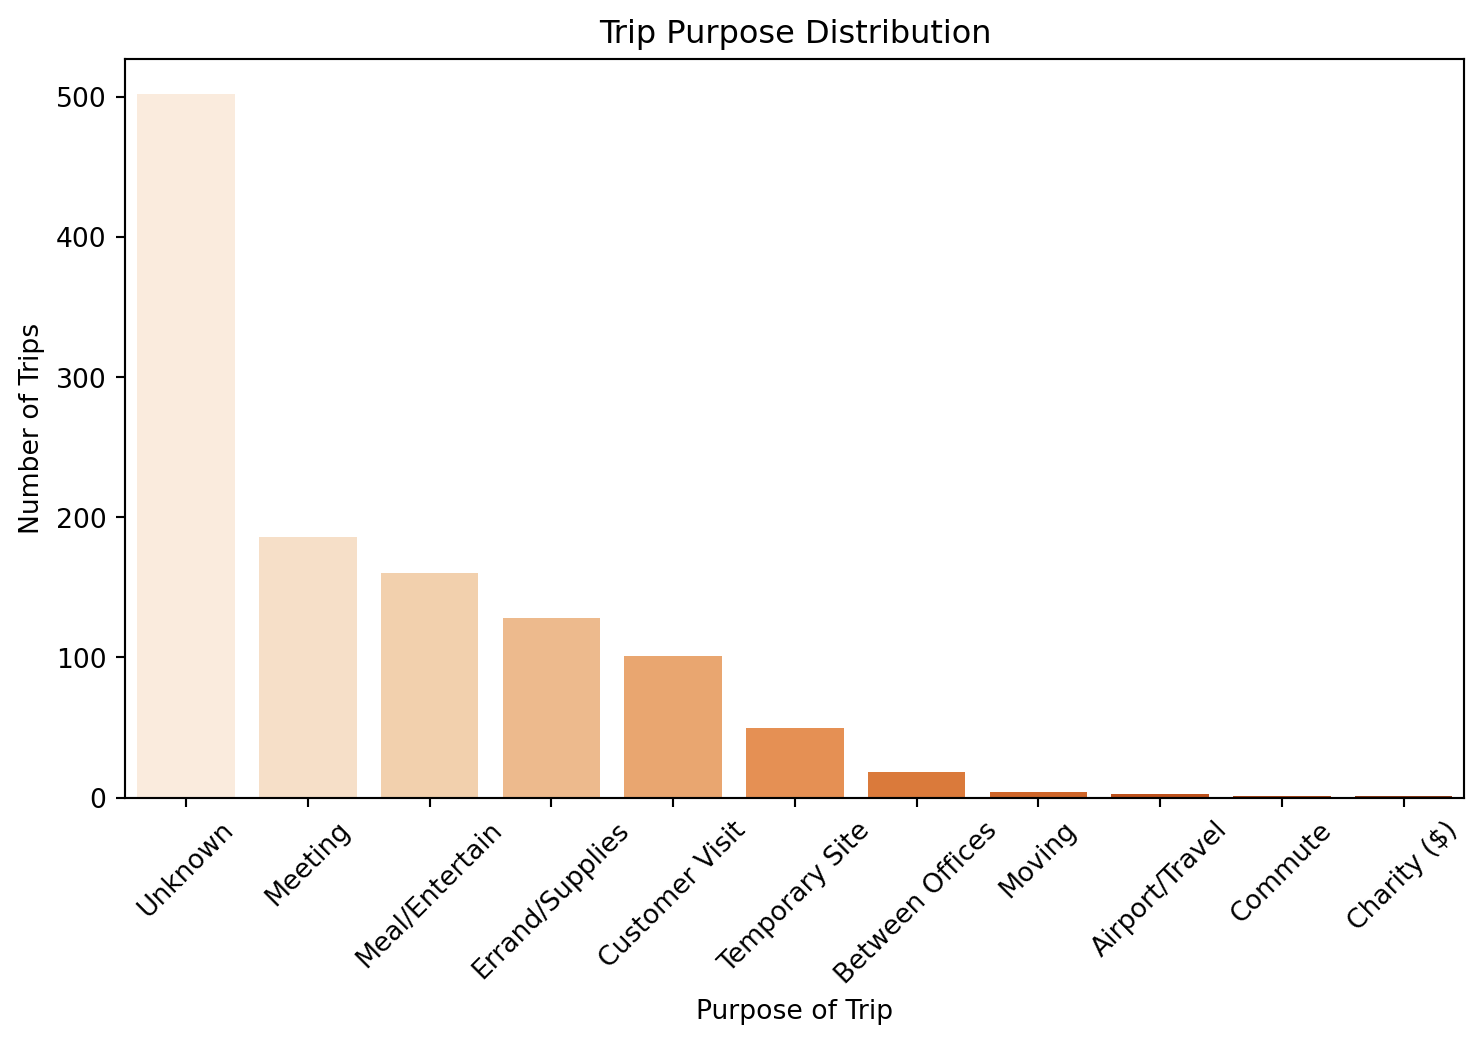 Trip Purpose Distribution
Number of Trips
500
400
300
200
100
0
Unknown
Meeting
Meal/Entertain
Errand/Supplies
Customer Visit
Temporary Site
Between Offices
Moving
Airport/Travel
Commute
Charity ($)
Purpose of Trip